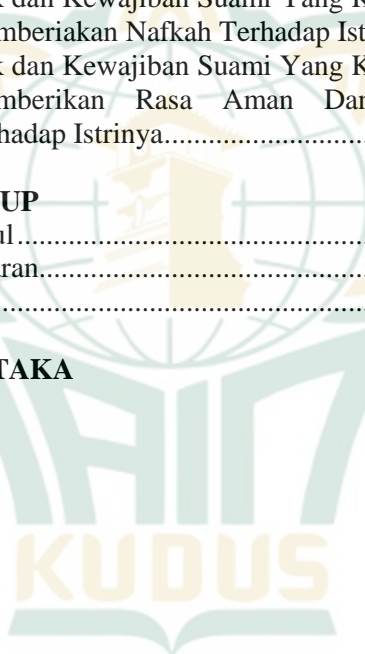 k dan Kewajiban Suami Yang K
mberiakan Nafkah Terhadap Ist
k dan Kewajiban Suami Yang K
mberikan Rasa Aman Dan
hadap Istrinya.......................
UP
ul.............................................
ran...........................................
................................................
TAKA
IAIN
KUDUS